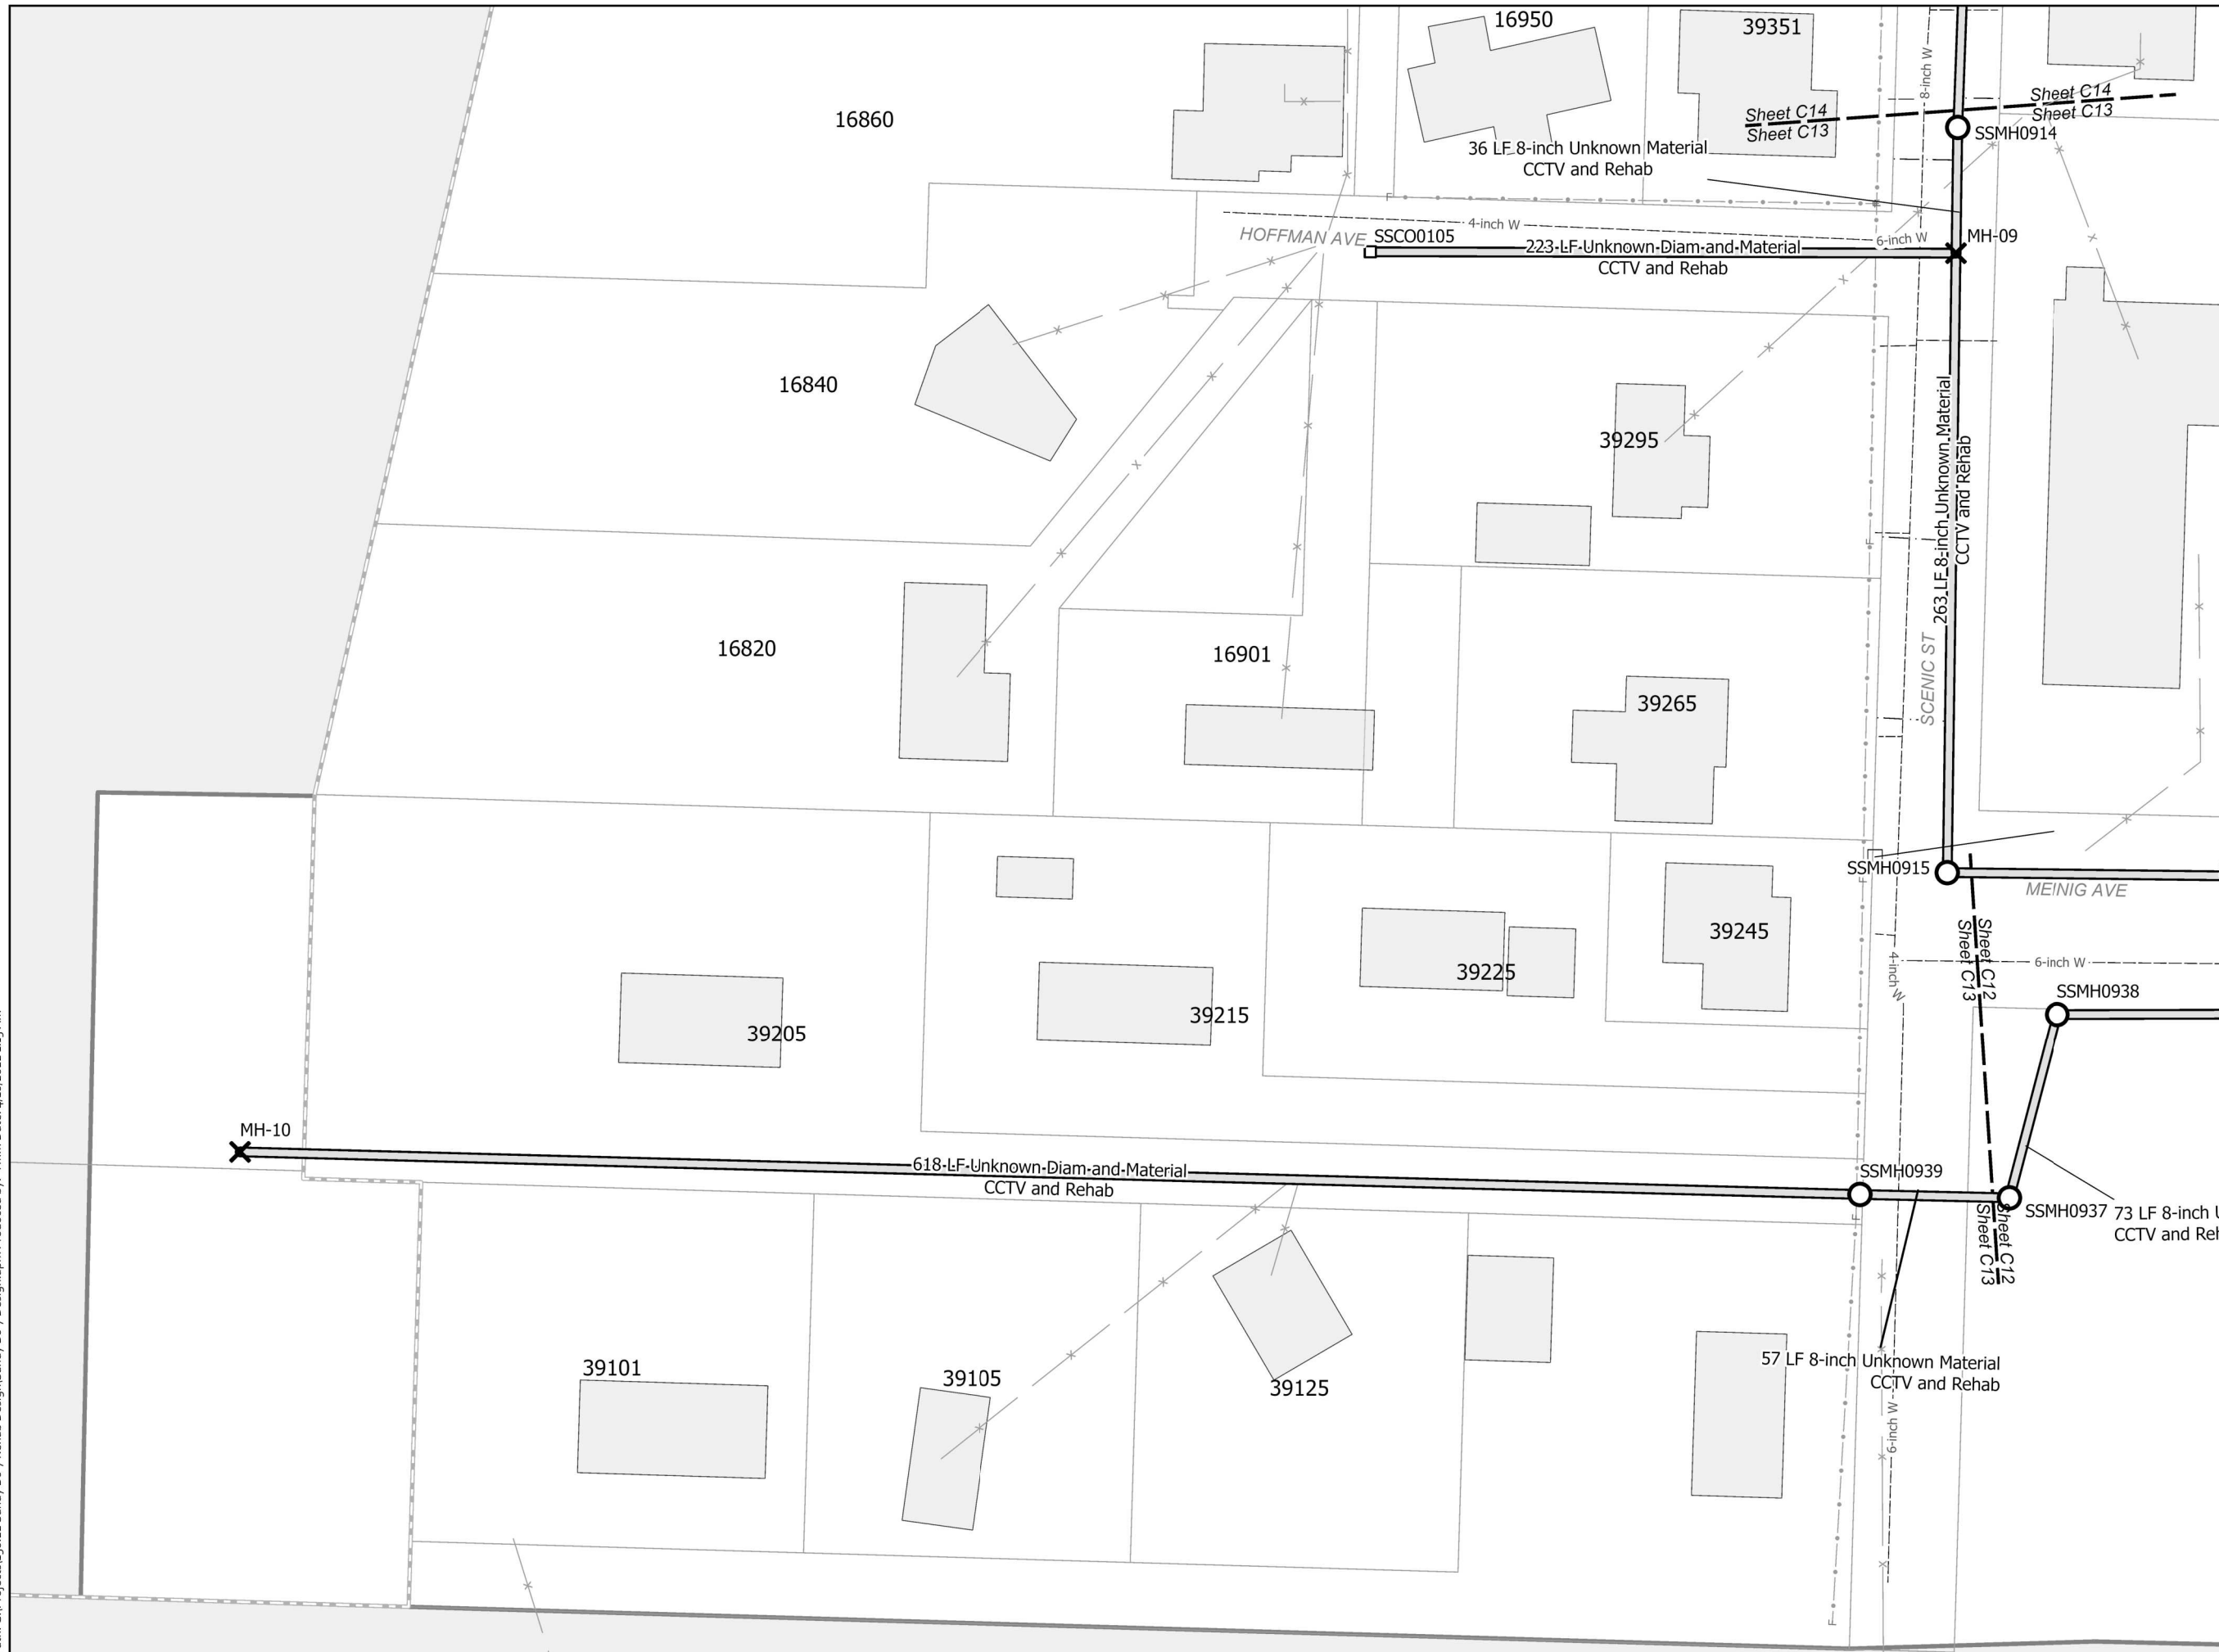 16950
39351
8-inch W
16860
Sheet C14
Sheet C13
Sheet C14
Sheet C13
SSMH0914
36 LF 8-inch Unknown Material
CCTV and Rehab
4-inch W
HOFFMAN AVE
SSCO0105
6-inch W
MH-09
223 LF Unknown Diam and Material
CCTV and Rehab
16840
39295
263 LF 8-inch Unknown Material
CCTV and Rehab
16820
16901
39265
SCENIC ST
SSMH0915
MEINIG AVE
39245
39225
Sheet C12
Sheet C13
4-inch W
6-inch W
SSMH0938
39215
39205
MH-10
618 LF Unknown Diam and Material
CCTV and Rehab
SSMH0939
SSMH0937
73 LF 8-inch
CCTV and
Sheet C12
Sheet C13
39101
39105
39125
57 LF 8-inch Unknown Material
CCTV and Rehab
6-inch W